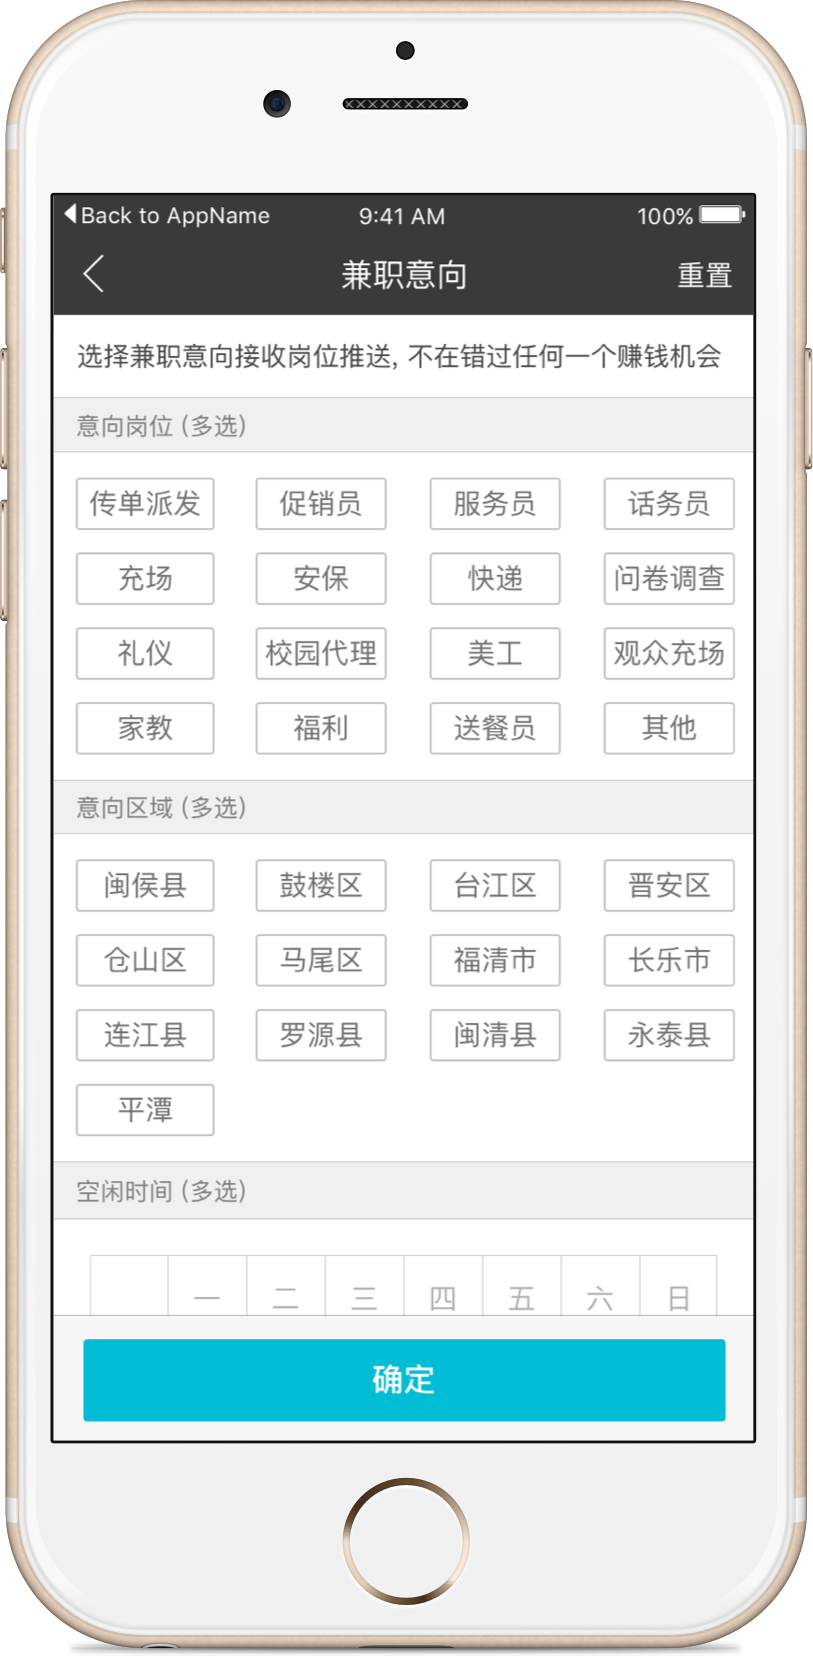 Back to AppName 9:41 AM 100%
兼职意向 重置
选择兼职意向接收岗位推送, 不在错过任何一个赚钱机会
意向岗位 (多选)
传单派发 促销员 服务员 话务员
充场 安保 快递 问卷调查
礼仪 校园代理 美工 观众充场
家教 福利 送餐员 其他
意向区域 (多选)
闽侯县 鼓楼区 台江区 晋安区
仓山区 马尾区 福清市 长乐市
连江县 罗源县 闽清县 永泰县
平潭
空闲时间 (多选)
一 二 三 四 五 六 日
确定